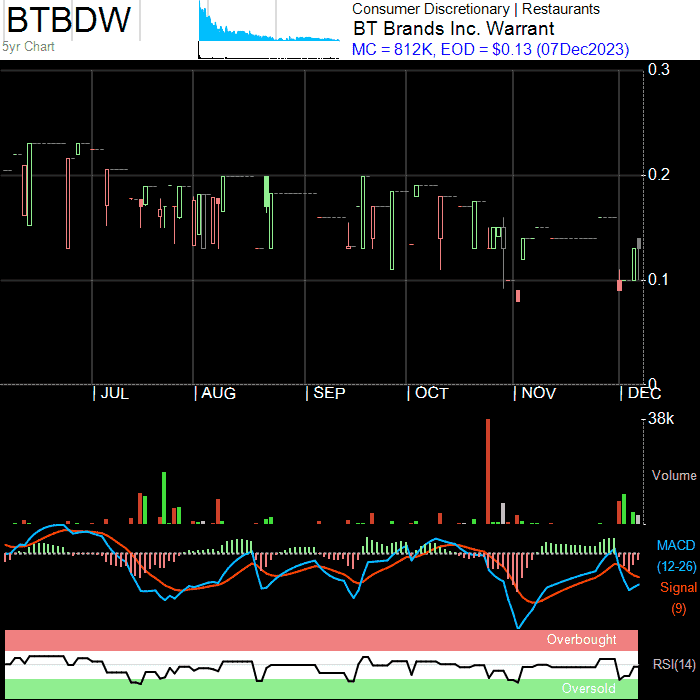 BTBDW
5yr Chart
Consumer Discretionary | Restaurants
BT Brands Inc. Warrant
MC = 812K, EOD = $0.13 (07Dec2023)
0.3
0.2
0.1
0
| JUL
| AUG
| SEP
| OCT
| NOV
| DEC
38k
Volume
MACD
(12-26)
Signal
(9)
Overbought
RSI(14)
Oversold